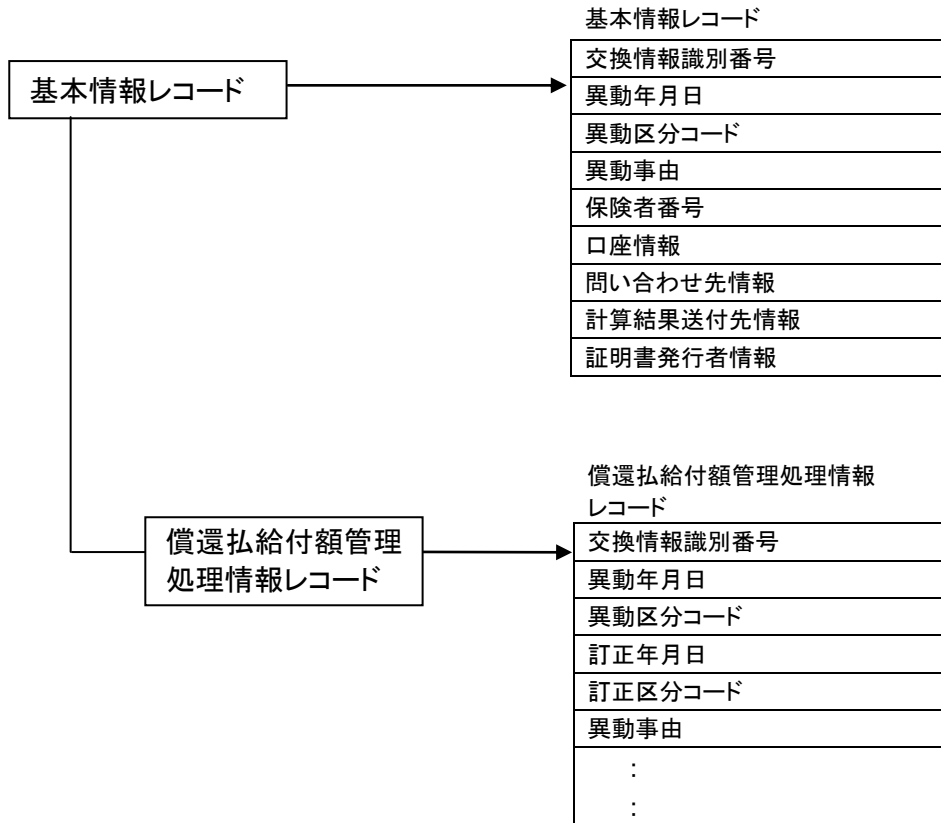 基本情報レコード
基本情報レコード
交換情報識別番号
異動年月日
異動区分コード
異動事由
保険者番号
口座情報
問い合わせ先情報
計算結果送付先情報
証明書発行者情報
償還払給付額管理
処理情報レコード
償還払給付額管理処理情報
レコード
交換情報識別番号
異動年月日
異動区分コード
訂正年月日
訂正区分コード
異動事由
:
: